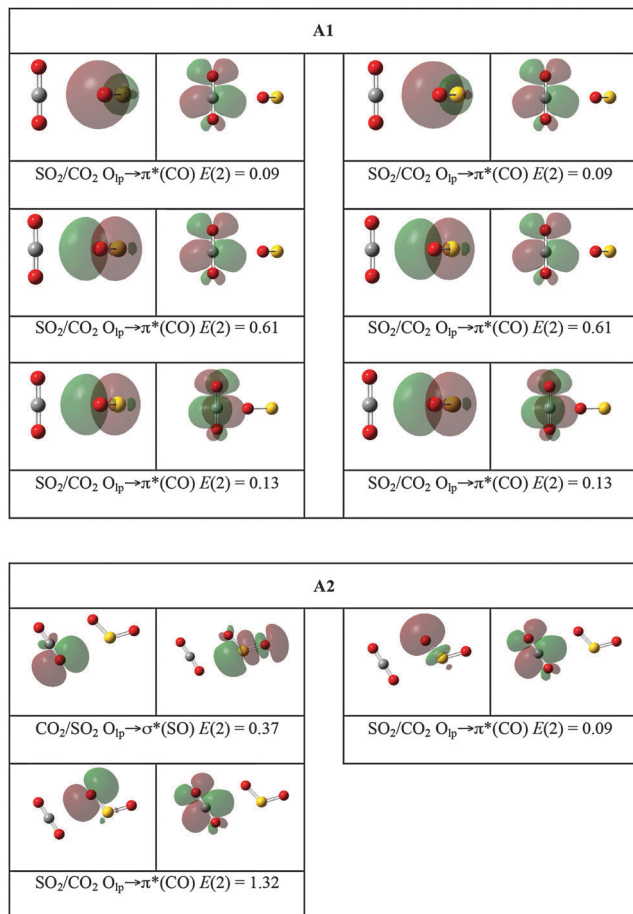 A1
SO₂/CO₂ Oₗₚ→π*(CO) E(2) = 0.09
SO₂/CO₂ Oₗₚ→π*(CO) E(2) = 0.09
SO₂/CO₂ Oₗₚ→π*(CO) E(2) = 0.61
SO₂/CO₂ Oₗₚ→π*(CO) E(2) = 0.61
SO₂/CO₂ Oₗₚ→π*(CO) E(2) = 0.13
SO₂/CO₂ Oₗₚ→π*(CO) E(2) = 0.13
A2
CO₂/SO₂ Oₗₚ→σ*(SO) E(2) = 0.37
SO₂/CO₂ Oₗₚ→π*(CO) E(2) = 0.09
SO₂/CO₂ Oₗₚ→π*(CO) E(2) = 1.32